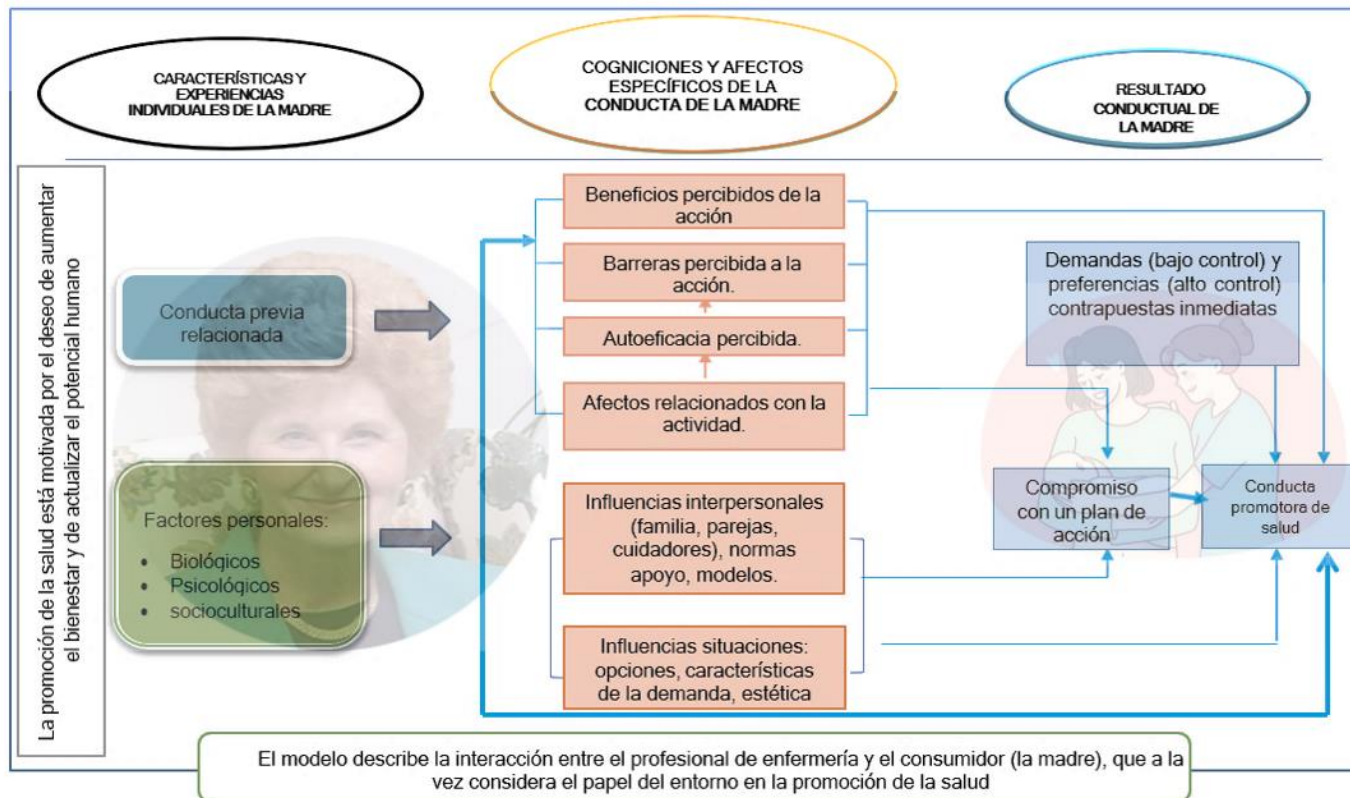 CARACTERÍSTICAS Y
EXPERIENCIAS
INDIVIDUALES DE LA MADRE
COGNICIONES Y AFECTOS
ESPECÍFICOS DE LA
CONDUCTA DE LA MADRE
RESULTADO
CONDUCTUAL DE
LA MADRE
La promoción de la salud está motivada por el deseo de aumentar
el bienestar y de actualizar el potencial humano
Conducta previa
relacionada
Factores personales:
• Biológicos
• Psicológicos
• socioculturales
Beneficios percibidos de la
acción
Barreras percibida a la
acción.
Autoeficacia percibida.
Afectos relacionados con la
actividad.
Influencias interpersonales
(familia, parejas,
cuidadores), normas
apoyo, modelos.
Influencias situaciones:
opciones, características
de la demanda, estética
Demandas (bajo control) y
preferencias (alto control)
contrapuestas inmediatas
Compromiso
con un plan de
acción
Conducta
promotora de
salud
El modelo describe la interacción entre el profesional de enfermería y el consumidor (la madre), que a la
vez considera el papel del entorno en la promoción de la salud